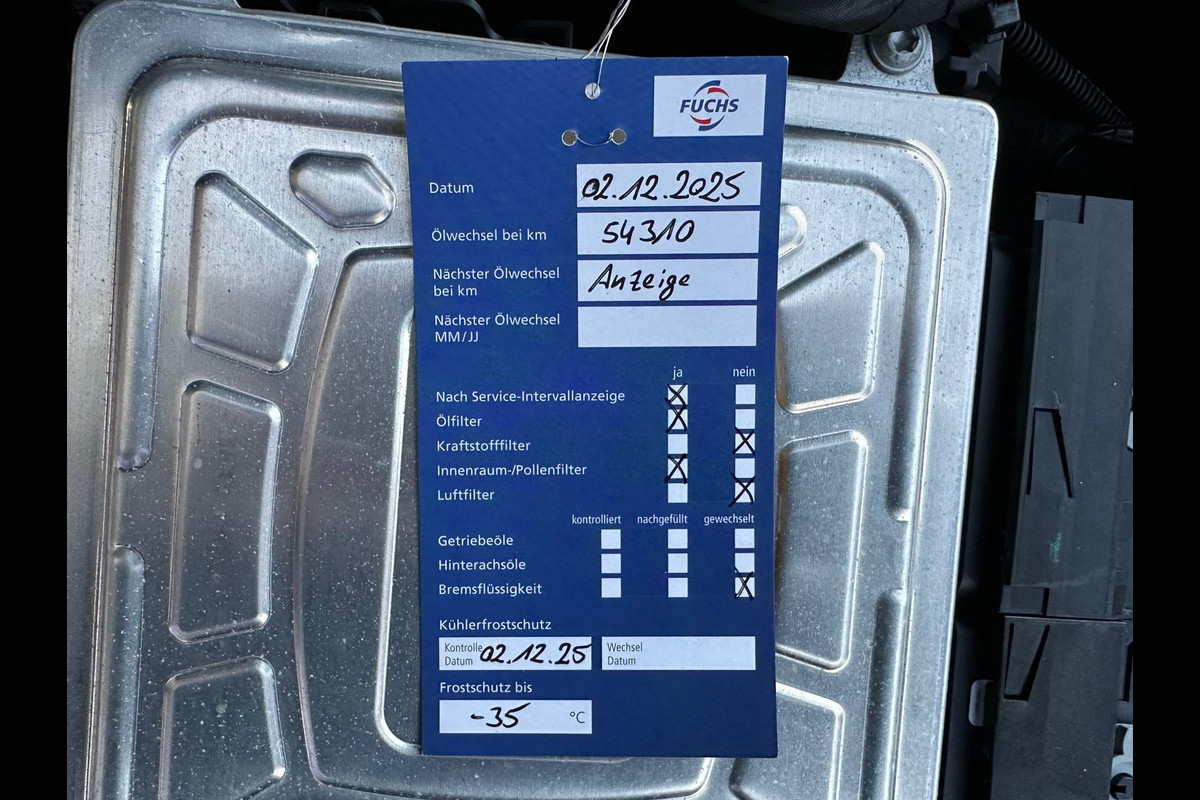 FUCHS
Datum 02.12.2025
Ölwechsel bei km 54310
Nächster Ölwechsel
bei km Anzeige
Nächster Ölwechsel
MM/JJ
ja nein
Nach Service-Intervallanzeige
Ölfilter
Kraftstofffilter
Innenraum-/Pollenfilter
Luftfilter
kontrolliert nachgefüllt gewechselt
Getriebeöle
Hinterachsöle
Bremsflüssigkeit
Kühlerfrostschutz
Kontrolle Wechsel
Datum 02.12.25 Datum
Frostschutz bis
-35 °C